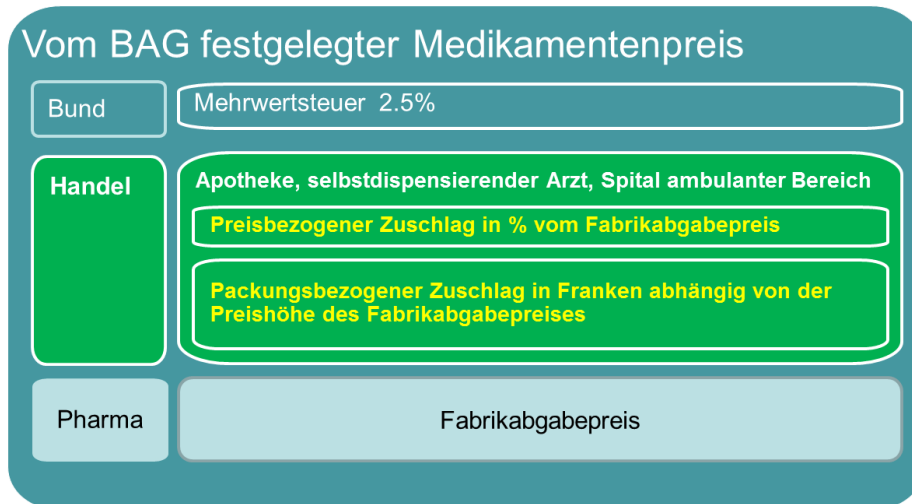 Vom BAG festgelegter Medikamentenpreis
Bund
Mehrwertsteuer 2.5%
Handel
Apotheke, selbstdispensierender Arzt, Spital ambulanter Bereich
Preisbezogener Zuschlag in % vom Fabrikabgabepreis
Packungsbezogener Zuschlag in Franken abhängig von der
Preishöhe des Fabrikabgabepreises
Pharma
Fabrikabgabepreis